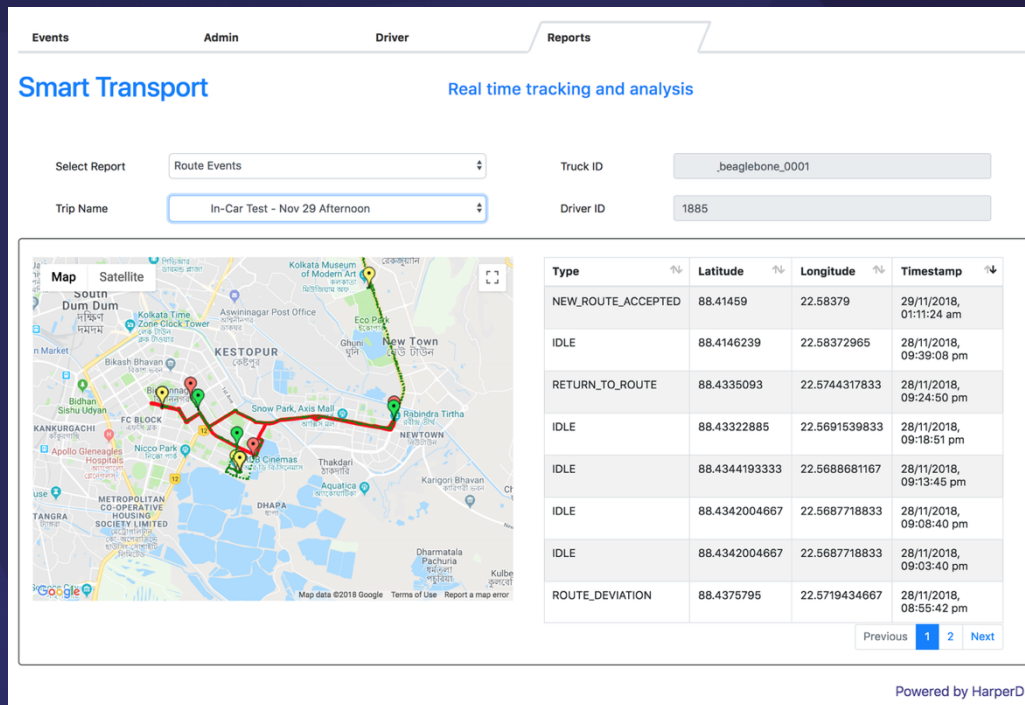 Events Admin Driver Reports
Smart Transport
Real time tracking and analysis
Select Report Route Events Truck ID _beaglebone_0001
Trip Name In-Car Test - Nov 29 Afternoon Driver ID 1885
Map Satellite
Kolkata Museum
of Modern Art
South
Dum Dum
দক্ষিণ
দমদম
Kolkata Time
Zone Clock Tower
Aswininagar Post Office
Eco Park
Ghuni
ঘুনি
New Town
n Market
KESTOPUR
কেষ্টপুর
Bikash Bhavan
Bidhan
Sishu Udyan
Snow Park, Axis Mall
Rabindra Tirtha
FC BLOCK
KANKURGACHI
NEWTOWN
Apollo Gleneagles
Hospitals
Nicco Park
Cinemas
Thakdari
ঠাকদারি
Aquatica
Karigori Bhavan
METROPOLITAN
CO-OPERATIVE
HOUSING
SOCIETY LIMITED
TANGRA
DHAPA
Dharmatala
Pachuria
Kulbe
Google
Map data ©2018 Google Terms of Use Report a map error
Type Latitude Longitude Timestamp
NEW_ROUTE_ACCEPTED 88.41459 22.58379 29/11/2018,
01:11:24 am
IDLE 88.4146239 22.58372965 28/11/2018,
09:39:08 pm
RETURN_TO_ROUTE 88.4335093 22.5744317833 28/11/2018,
09:24:50 pm
IDLE 88.43322885 22.5691539833 28/11/2018,
09:18:51 pm
IDLE 88.4344193333 22.5688681167 28/11/2018,
09:13:45 pm
IDLE 88.4342004667 22.5687718833 28/11/2018,
09:08:40 pm
IDLE 88.4342004667 22.5687718833 28/11/2018,
09:03:40 pm
ROUTE_DEVIATION 88.4375795 22.5719434667 28/11/2018,
08:55:42 pm
Previous 1 2 Next
Powered by HarperD